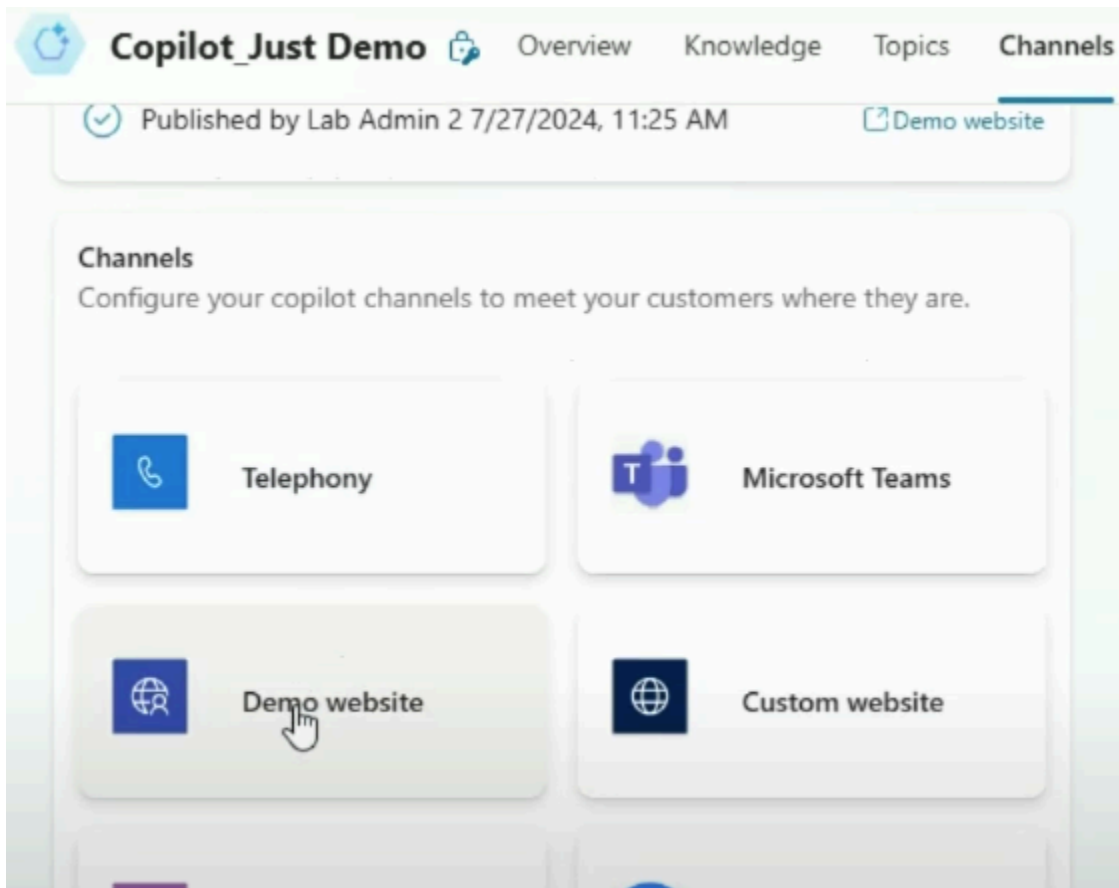 Copilot_Just Demo Overview Knowledge Topics Channels
Published by Lab Admin 2 7/27/2024, 11:25 AM Demo website
Channels
Configure your copilot channels to meet your customers where they are.
Telephony Microsoft Teams
T
Demo website Custom website